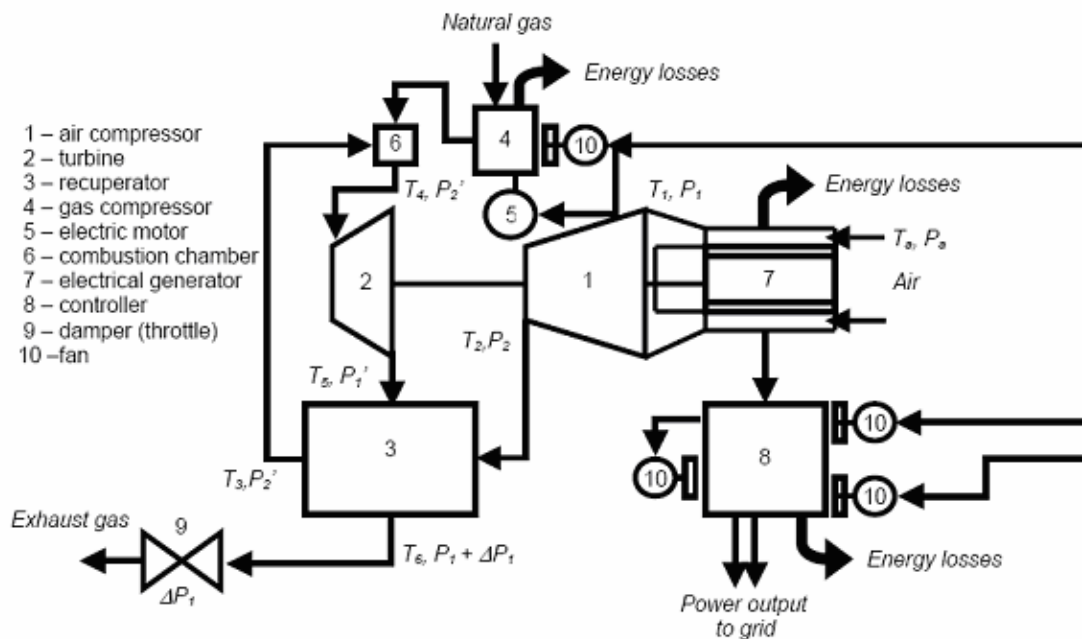 Natural gas
Energy losses
1 – air compressor
2 – turbine
3 – recuperator
4 – gas compressor
5 – electric motor
6 – combustion chamber
7 – electrical generator
8 – controller
9 – damper (throttle)
10 –fan
6
4
10
T4, P2'
T1, P1
Energy losses
5
Ta, Pa
2
1
7
Air
T2,P2
T5, P1'
3
10
8
10
10
T3,P2'
Exhaust gas
9
T6, P1 + ΔP1
ΔP1
Energy losses
Power output
to grid